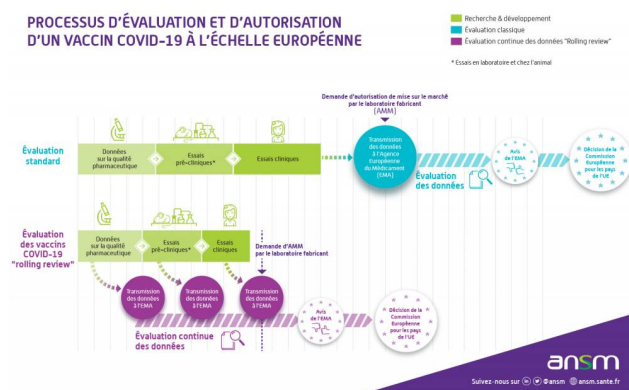 PROCESSUS D'ÉVALUATION ET D'AUTORISATION
D'UN VACCIN COVID-19 À L'ÉCHELLE EUROPÉENNE
Recherche & développement
Évaluation classique
Évaluation continue des données "Rolling review"
* Essais en laboratoire et chez l'animal
Demande d'autorisation de mise sur le marché
par le laboratoire fabricant
(AMM)
Évaluation
standard
Données
sur la qualité
pharmaceutique
Essais
pré-cliniques*
Essais cliniques
Transmission
des données
à l'Agence
Européenne
du Médicament
(EMA)
Évaluation
des données
Avis
de l'EMA
Décision de la
Commission
Européenne
pour les pays
de l'UE
Évaluation
des vaccins
COVID-19
"rolling review"
Données
sur la qualité
pharmaceutique
Essais
pré-cliniques*
Essais
cliniques
Demande d'AMM
par le laboratoire fabricant
Transmission
des données
à l'EMA
Transmission
des données
à l'EMA
Transmission
des données
à l'EMA
Évaluation continue
des données
Avis
de l'EMA
Décision de la
Commission
Européenne
pour les pays
de l'UE
ansm
Suivez-nous sur in @ansm ansm.sante.fr